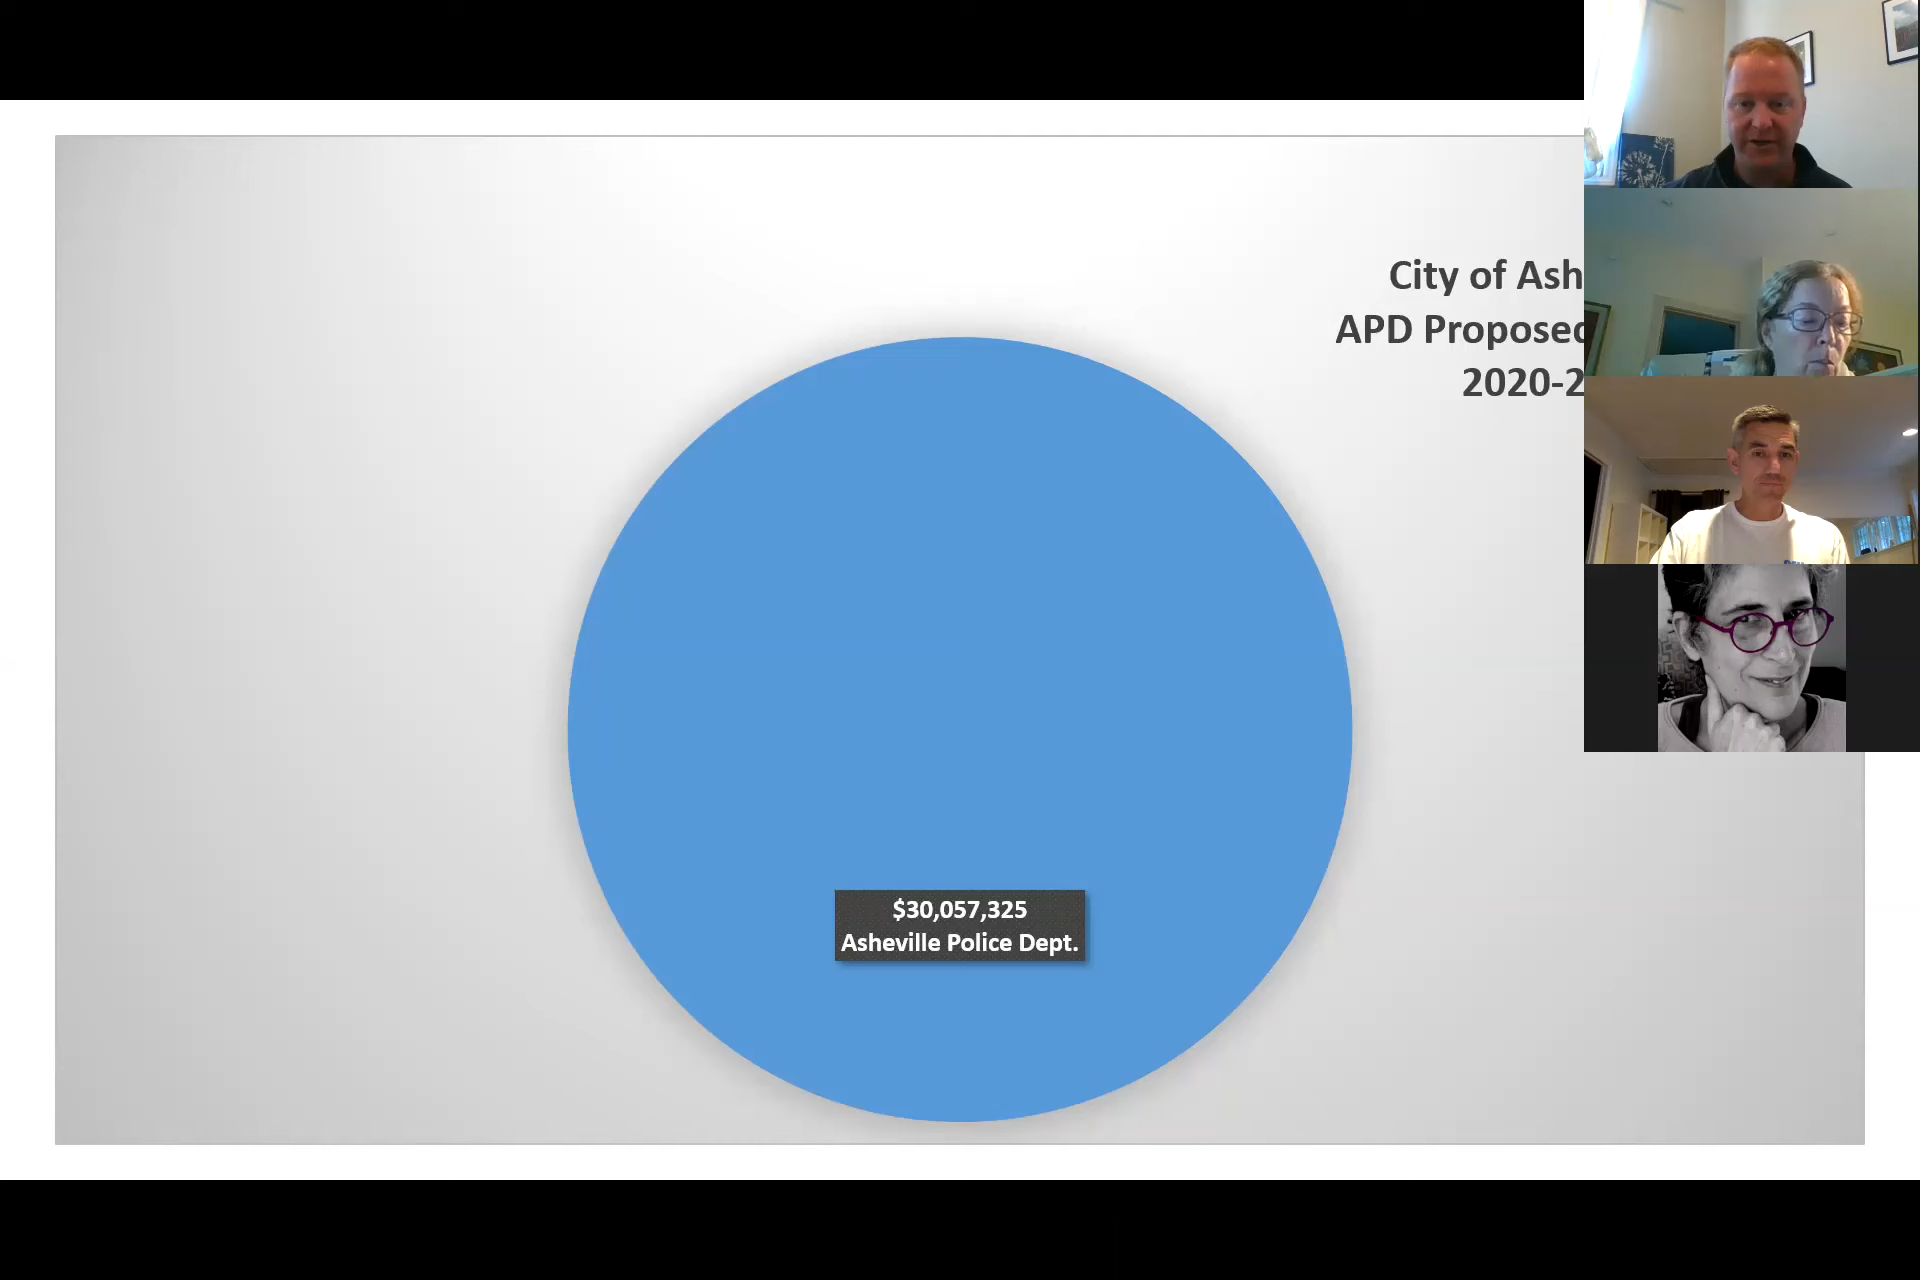 City of Ash
APD Proposed
2020-2
$30,057,325
Asheville Police Dept.